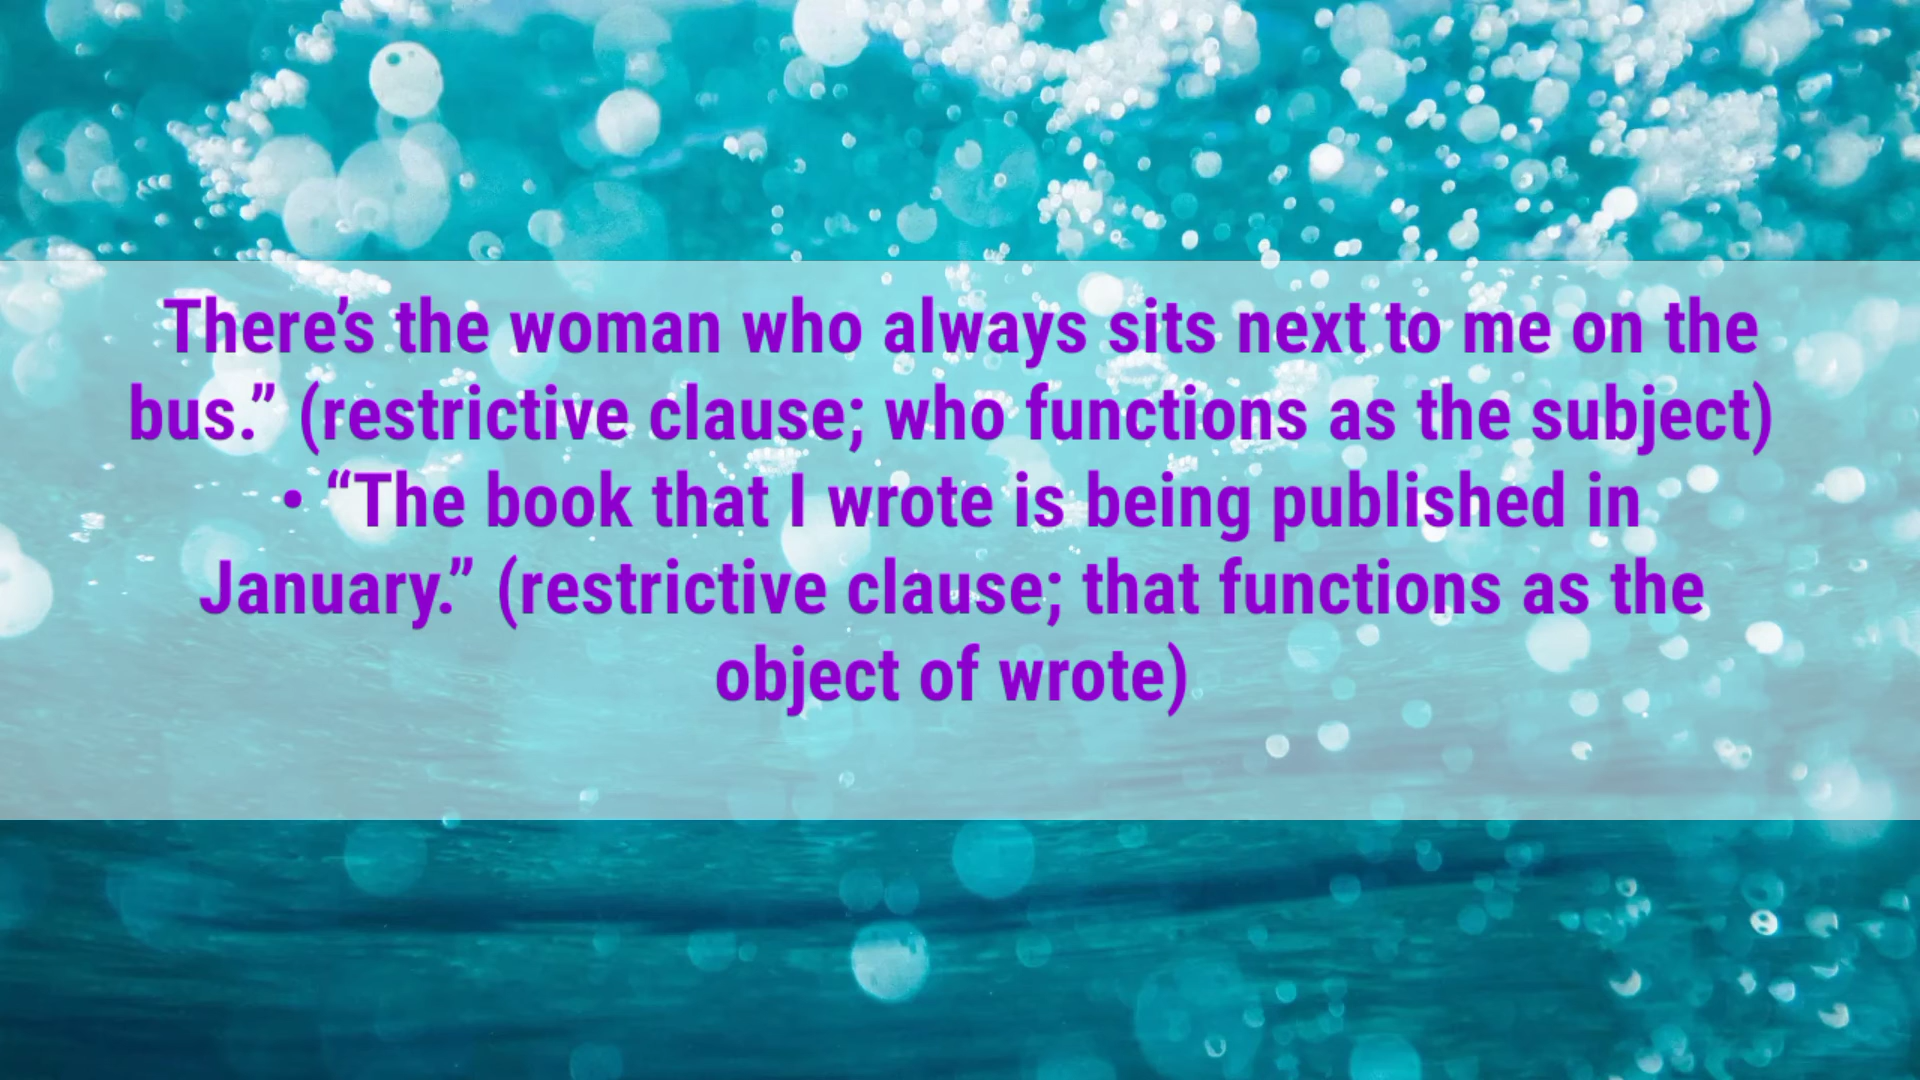 There’s the woman who always sits next to me on the
bus.” (restrictive clause; who functions as the subject)
• “The book that I wrote is being published in
January.” (restrictive clause; that functions as the
object of wrote)